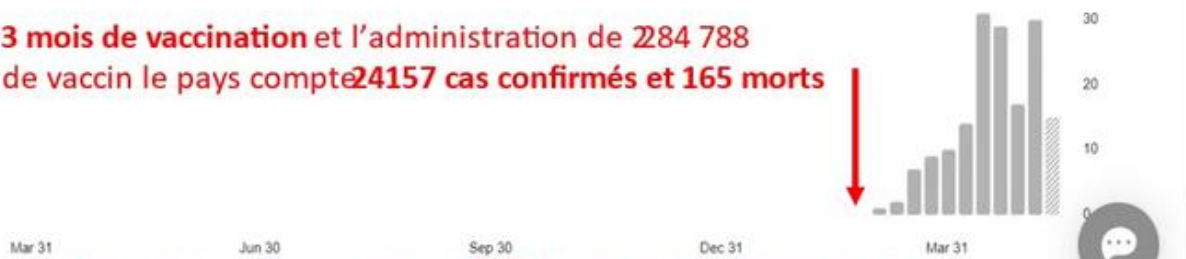 3 mois de vaccination et l'administration de 2284 788
de vaccin le pays compte24157 cas confirmés et 165 morts
30
20
10
0
Mar 31 Jun 30 Sep 30 Dec 31 Mar 31